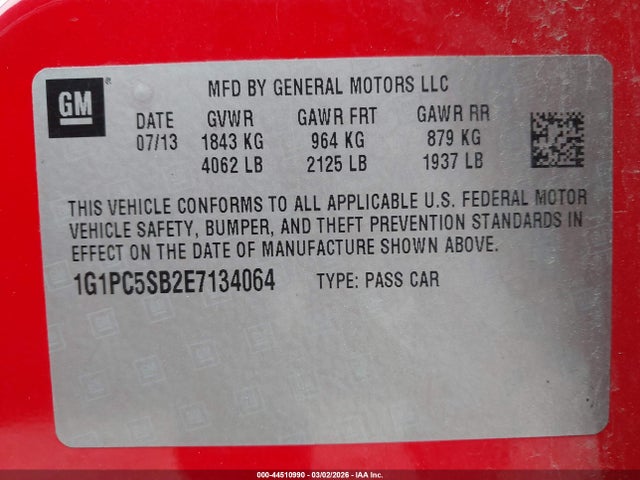 GM
MFD BY GENERAL MOTORS LLC
DATE GVWR GAWR FRT GAWR RR
07/13 1843 KG 964 KG 879 KG
4062 LB 2125 LB 1937 LB
THIS VEHICLE CONFORMS TO ALL APPLICABLE U.S. FEDERAL MOTOR
VEHICLE SAFETY, BUMPER, AND THEFT PREVENTION STANDARDS IN
EFFECT ON THE DATE OF MANUFACTURE SHOWN ABOVE.
1G1PC5SB2E7134064 TYPE: PASS CAR
000-44510990 - 03/02/2026 - IAA Inc.